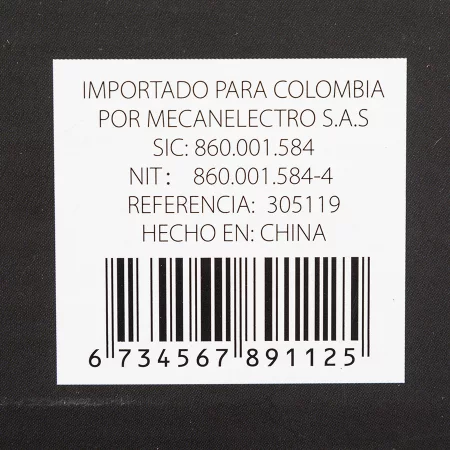 IMPORTADO PARA COLOMBIA
POR MECANELECTRO S.A.S
SIC: 860.001.584
NIT: 860.001.584-4
REFERENCIA: 305119
HECHO EN: CHINA
6 734567 891125